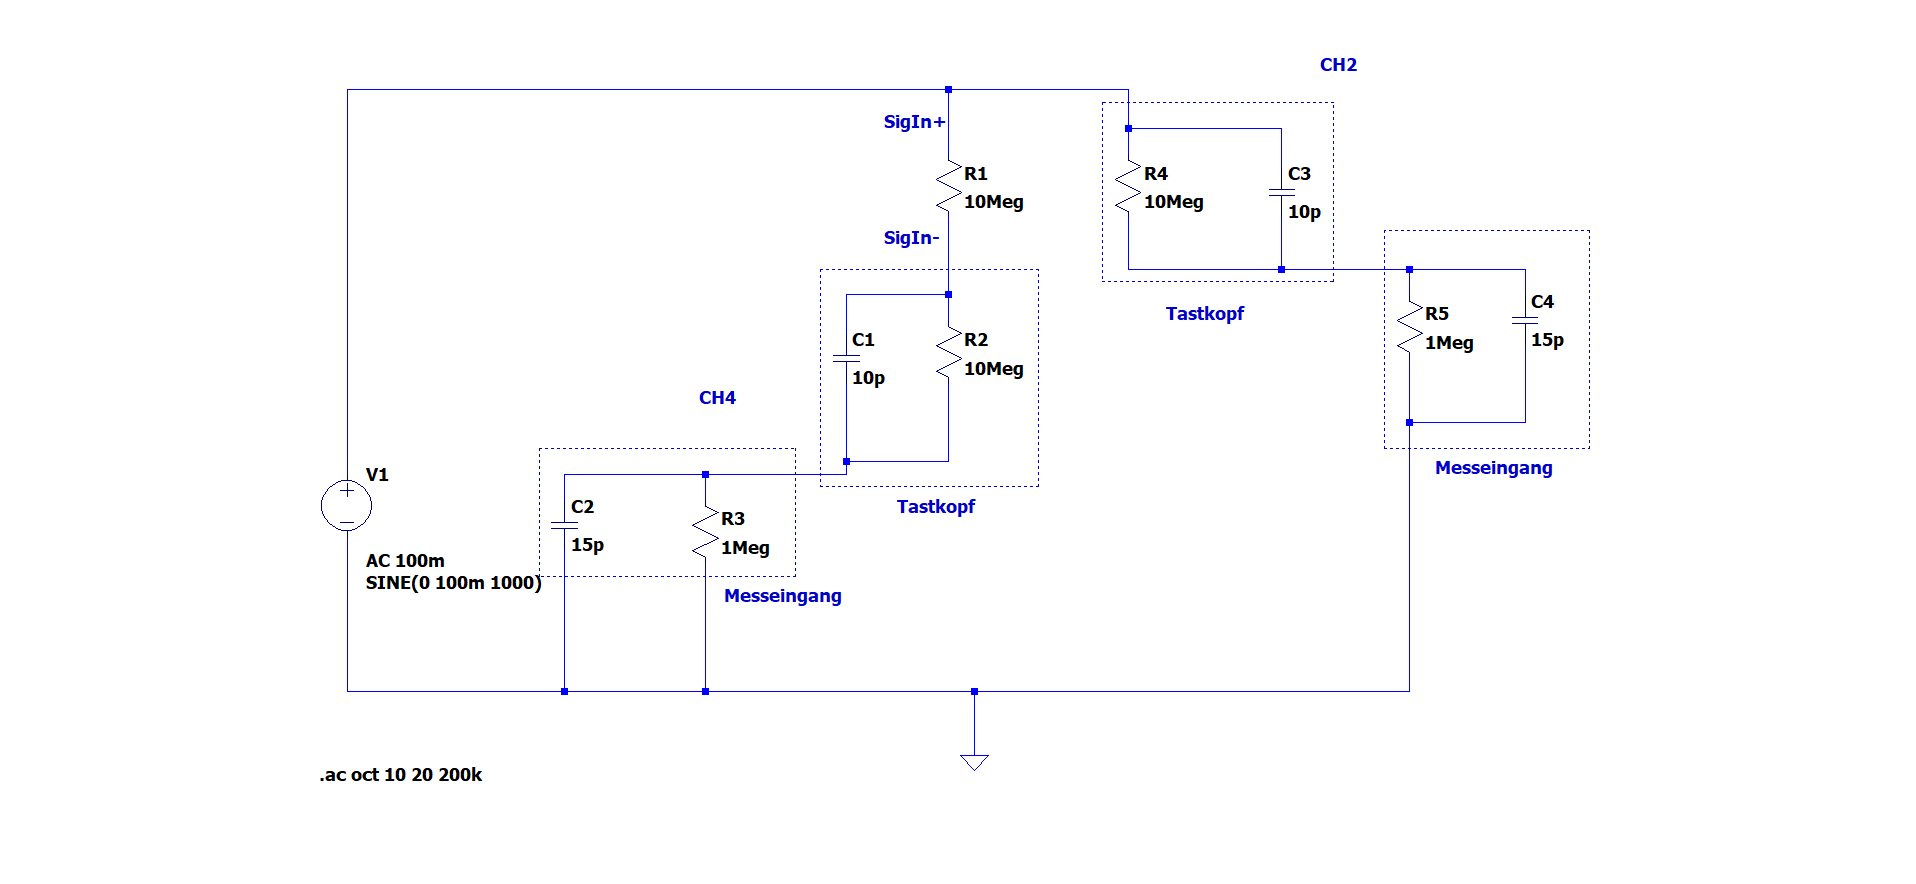 CH2
SigIn+
R1
10Meg
R4
10Meg
C3
10p
SigIn-
C4
15p
R5
1Meg
Tastkopf
C1
10p
R2
10Meg
CH4
Messeingang
V1
C2
15p
R3
1Meg
Tastkopf
AC 100m
SINE(0 100m 1000)
Messeingang
.ac oct 10 20 200k